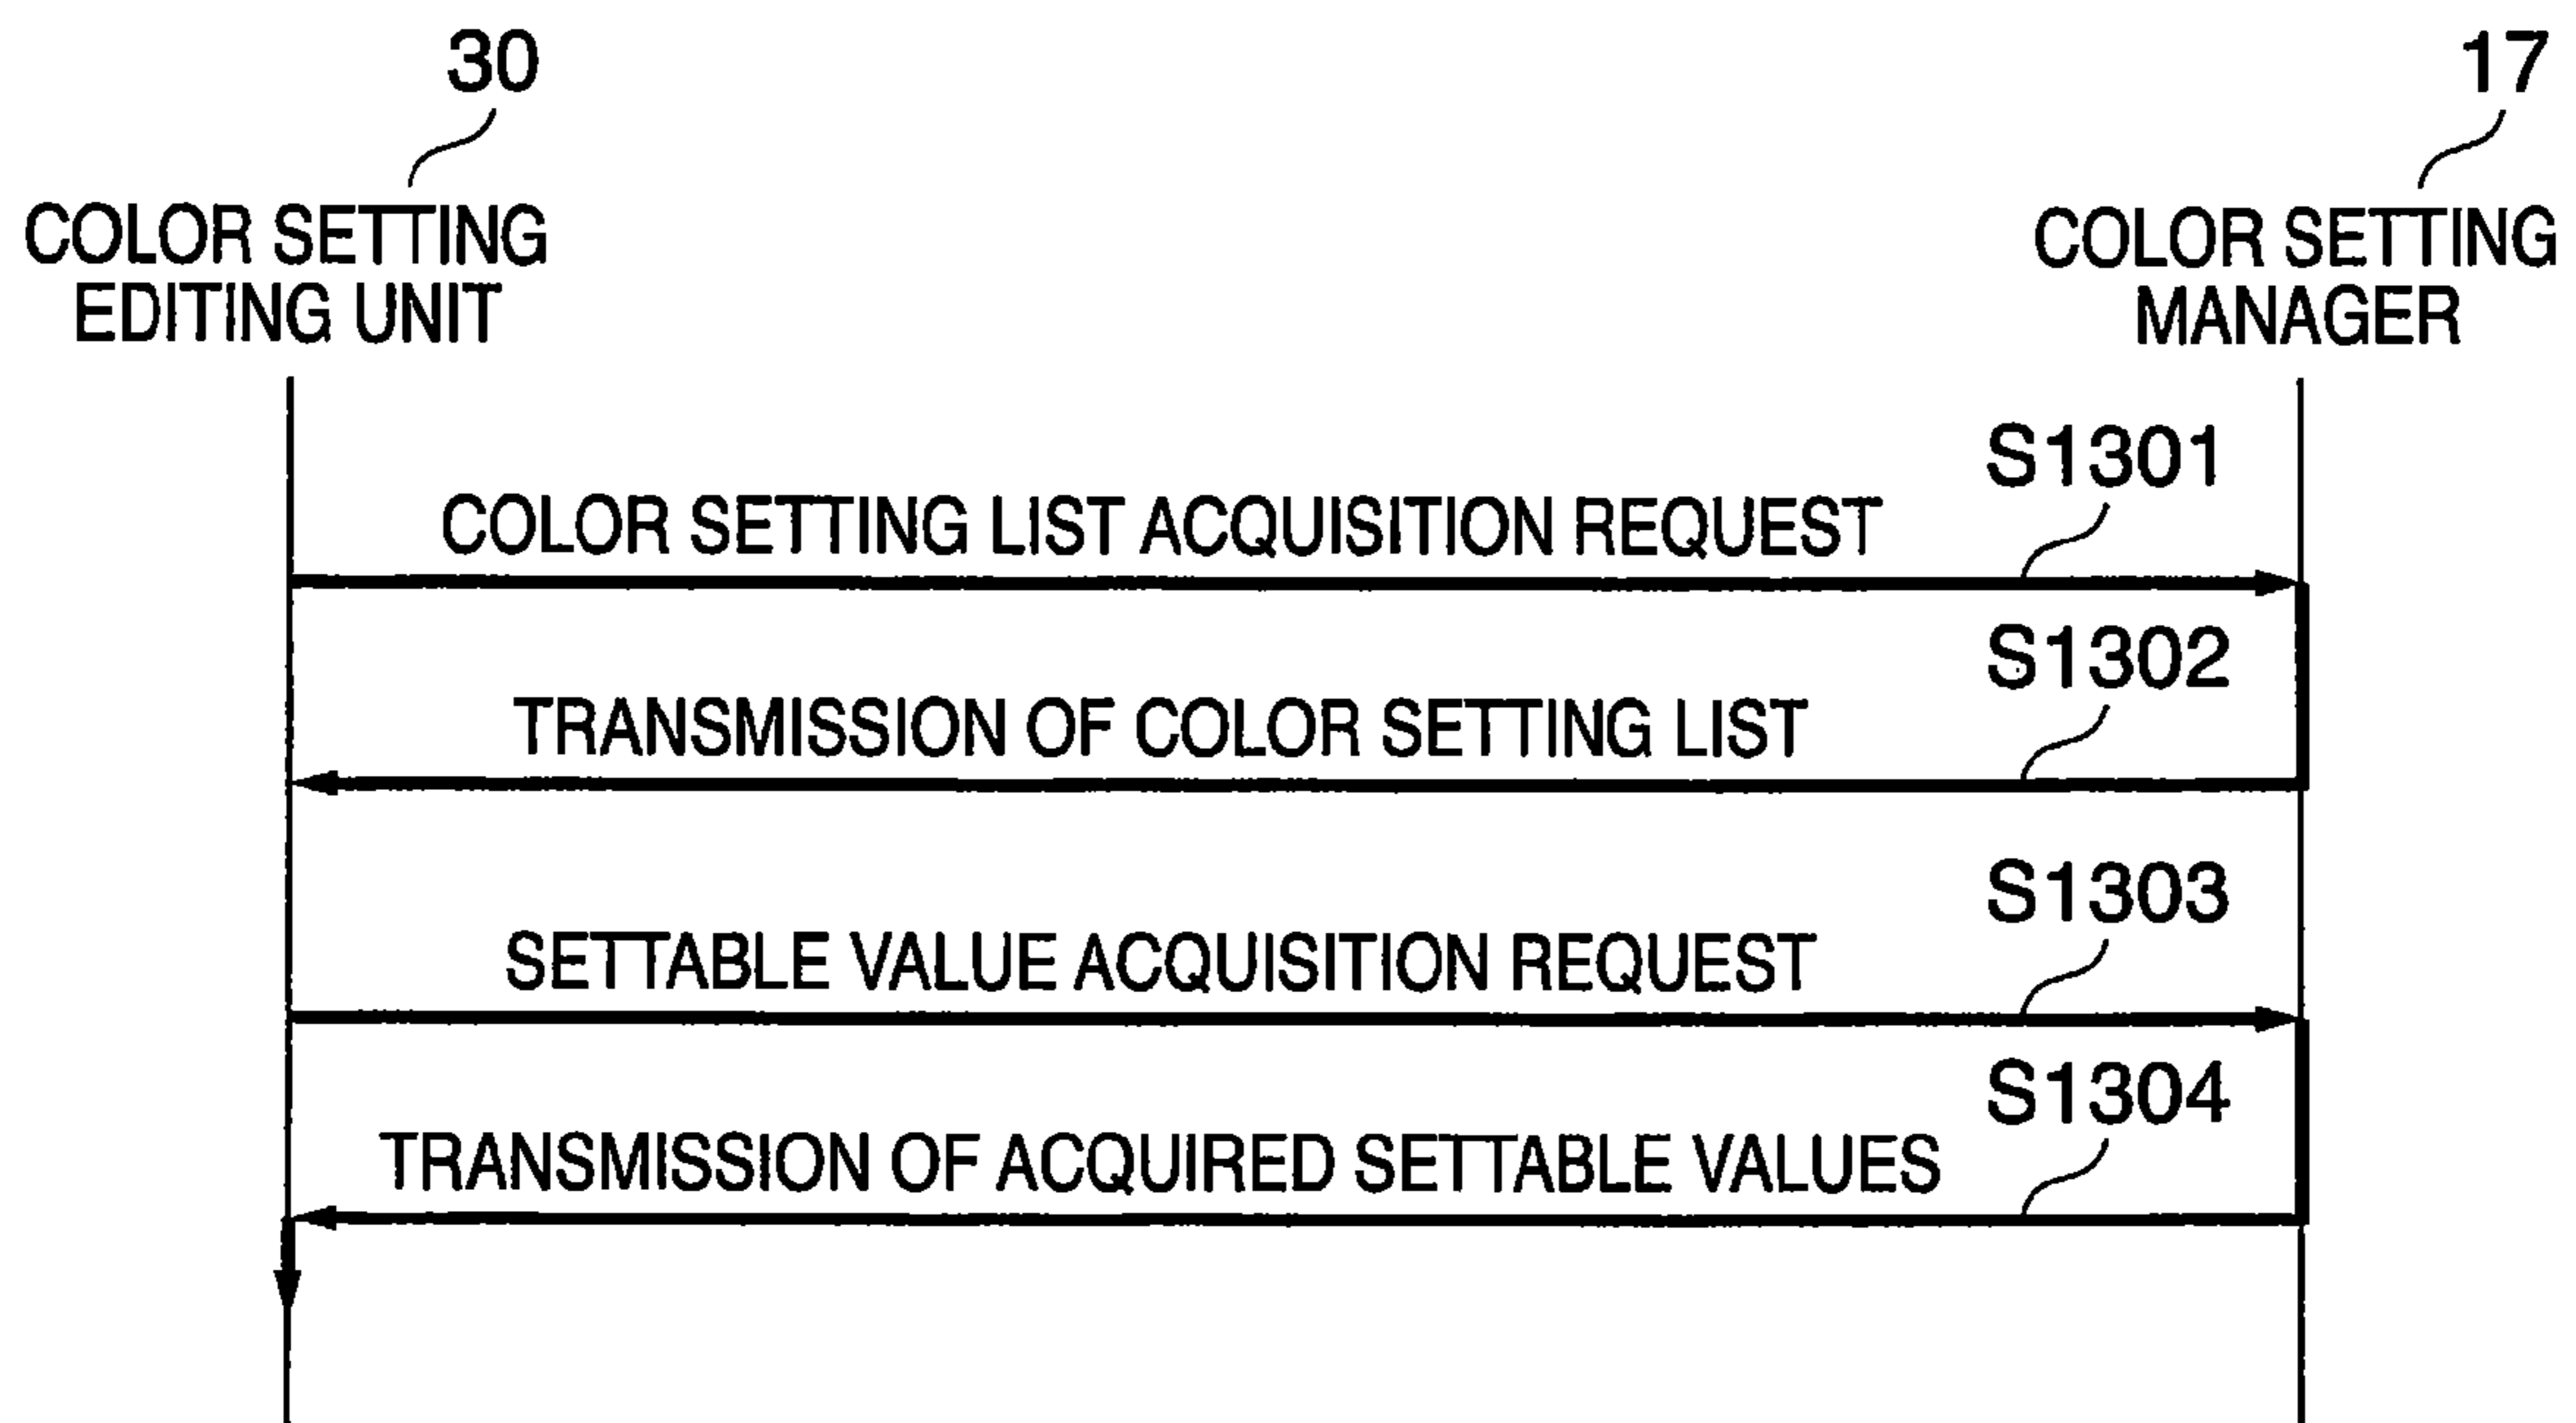 30
17
COLOR SETTING
EDITING UNIT
COLOR SETTING
MANAGER
S1301
COLOR SETTING LIST ACQUISITION REQUEST
S1302
TRANSMISSION OF COLOR SETTING LIST
S1303
SETTABLE VALUE ACQUISITION REQUEST
S1304
TRANSMISSION OF ACQUIRED SETTABLE VALUES